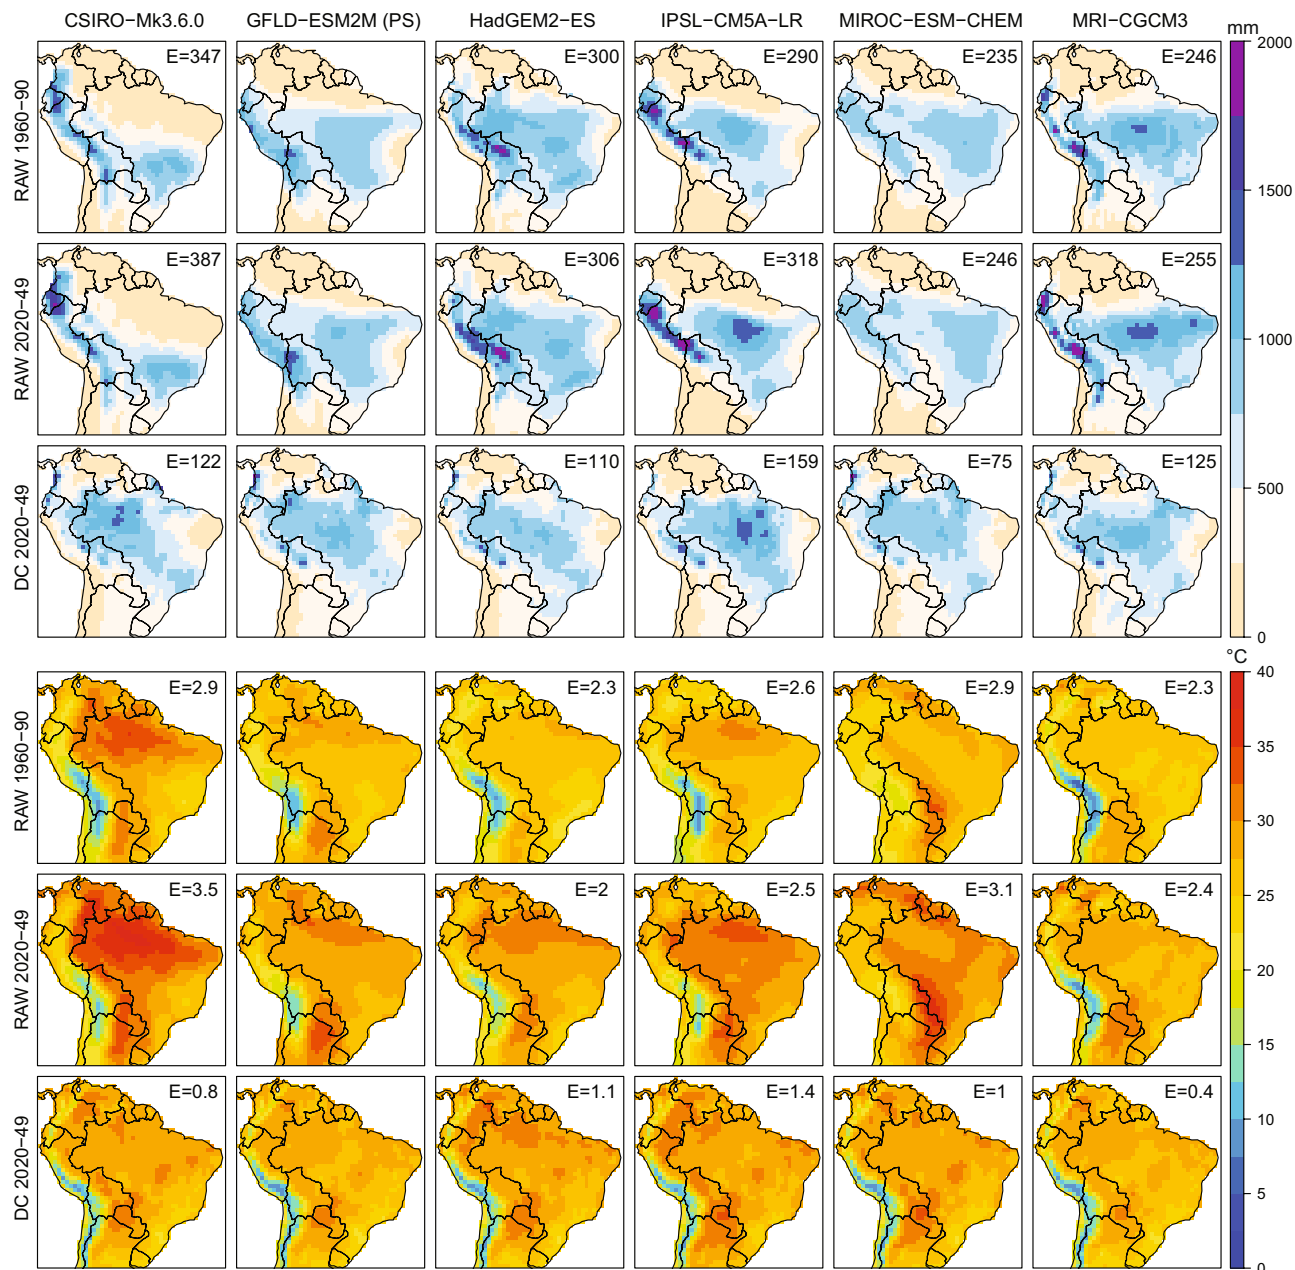 CSIRO−Mk3.6.0 GFLD−ESM2M (PS) HadGEM2−ES IPSL−CM5A−LR MIROC−ESM−CHEM MRI−CGCM3
mm
RAW 1960−90 E=347 E=300 E=290 E=235 E=246 2000
1500
RAW 2020−49 E=387 E=306 E=318 E=246 E=255
1000
DC 2020−49 E=122 E=110 E=159 E=75 E=125
500
0
°C
RAW 1960−90 E=2.9 E=2.3 E=2.6 E=2.9 E=2.3 40
35
30
RAW 2020−49 E=3.5 E=2 E=2.5 E=3.1 E=2.4
25
20
15
DC 2020−49 E=0.8 E=1.1 E=1.4 E=1 E=0.4
10
5
0